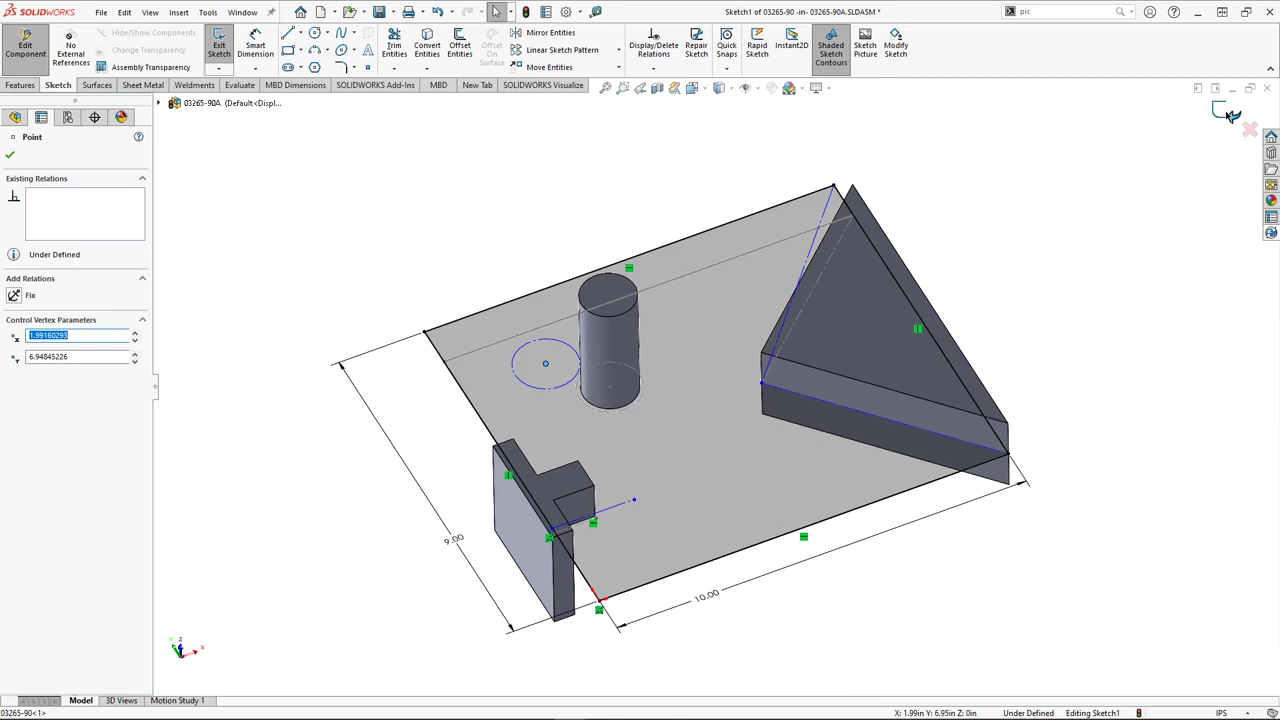 SOLIDWORKS File Edit View Insert Tools Window Sketch1 of 03265-90 -in- 03265-90A.SLDASM * pic
Edit Component No External References Hide/Show Components Change Transparency Assembly Transparency Exit Sketch Smart Dimension Trim Entities Convert Entities Offset Entities Offset On Surface Mirror Entities Linear Sketch Pattern Move Entities Display/Delete Relations Repair Sketch Quick Snaps Rapid Sketch Instant2D Shaded Sketch Contours Sketch Picture Modify Sketch
Features Sketch Surfaces Sheet Metal Weldments Evaluate MBD Dimensions SOLIDWORKS Add-Ins MBD New Tab SOLIDWORKS Visualize
03265-90A (Default<Displ...
Point
Existing Relations
Under Defined
Add Relations
Fix
Control Vertex Parameters
1.99160293
6.94845226
9.00
10.00
Y Z X
Model 3D Views Motion Study 1
03265-90<1> X: 1.99in Y: 6.95in Z: 0in Under Defined Editing Sketch1 IPS